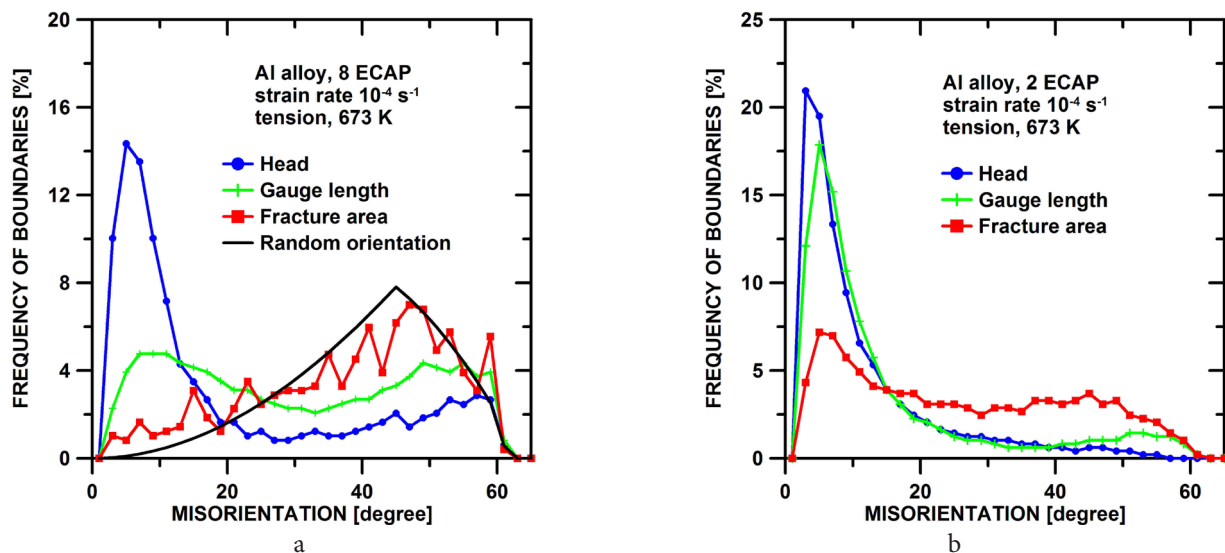 20
16
12
8
4
0
FREQUENCY OF BOUNDARIES [%]
Al alloy, 8 ECAP
strain rate 10⁻⁴ s⁻¹
tension, 673 K
Head
Gauge length
Fracture area
Random orientation
0 20 40 60
MISORIENTATION [degree]
a
25
20
15
10
5
0
FREQUENCY OF BOUNDARIES [%]
Al alloy, 2 ECAP
strain rate 10⁻⁴ s⁻¹
tension, 673 K
Head
Gauge length
Fracture area
0 20 40 60
MISORIENTATION [degree]
b